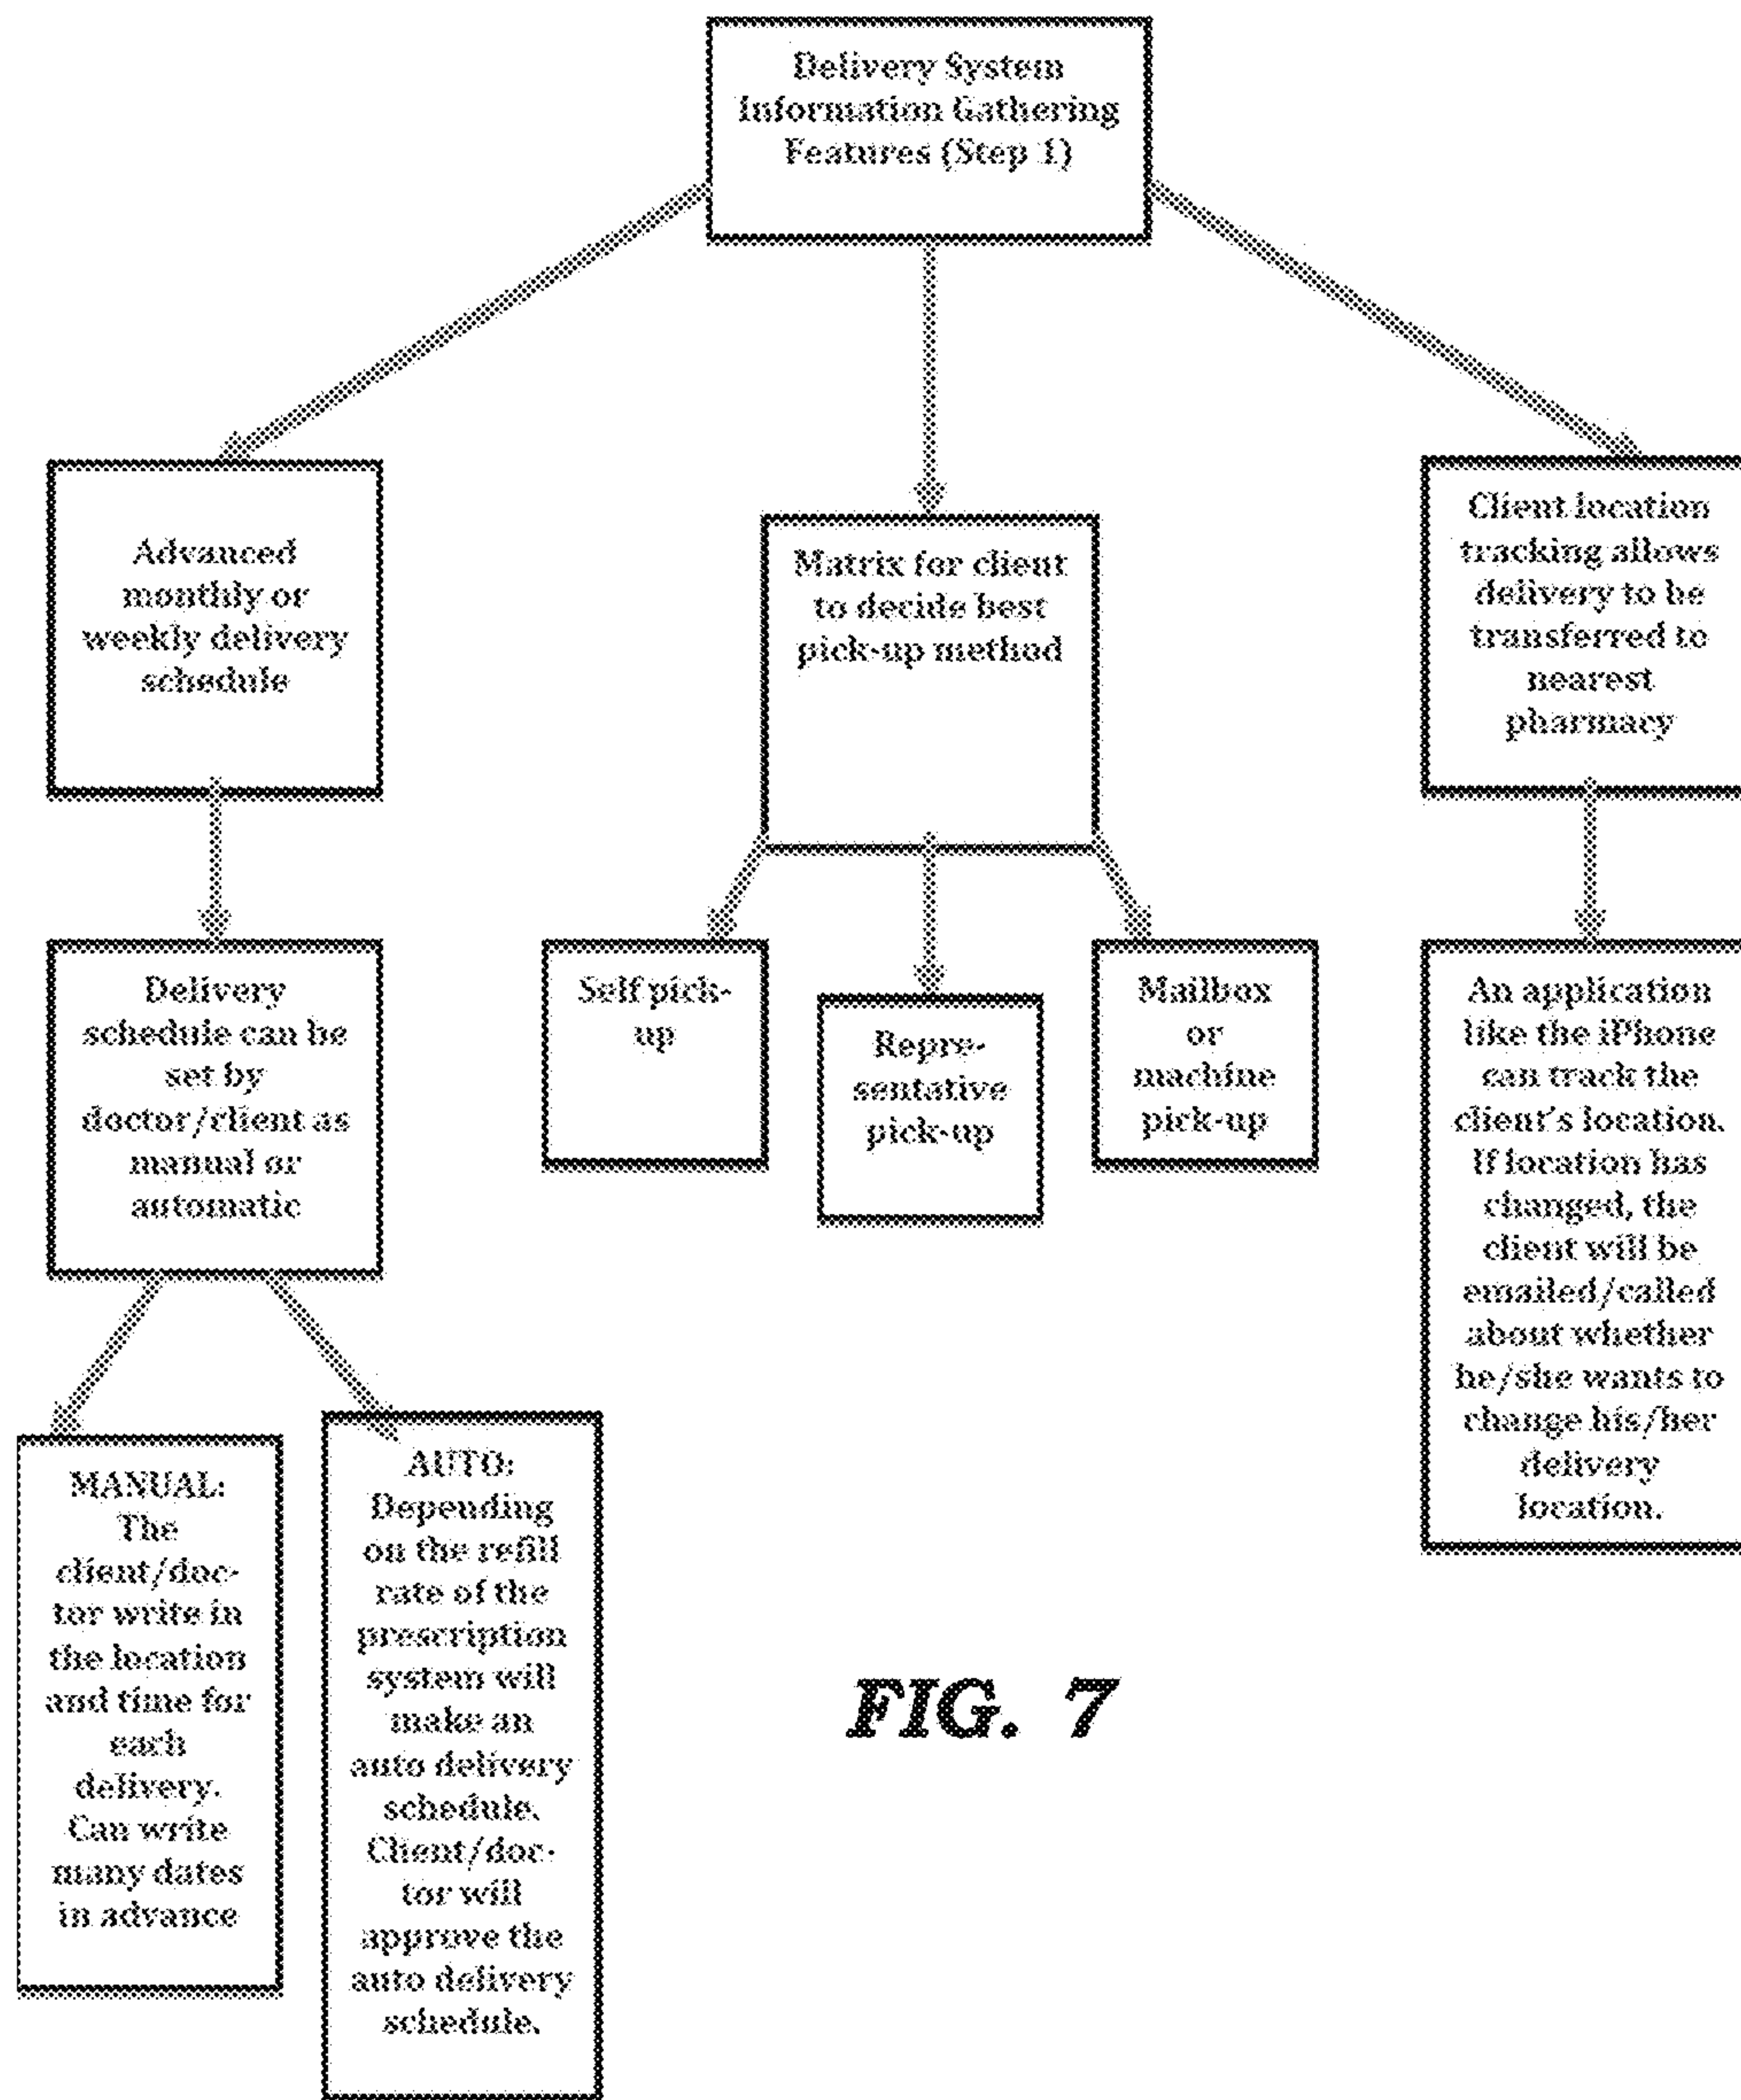 Delivery System
Information Gathering
Features (Step 1)
Advanced
monthly or
weekly delivery
schedule
Matrix for client
to decide best
pick-up method
Client location
tracking allows
delivery to be
transferred to
nearest
pharmacy
Delivery
schedule can be
set by
doctor/client as
manual or
automatic
Self pick-
up
Repre-
sentative
pick-up
Mailbox
or
machine
pick-up
An application
like the iPhone
can track the
client's location.
If location has
changed, the
client will be
emailed/called
about whether
he/she wants to
change his/her
delivery
location.
MANUAL:
The
client/doc-
tor write in
the location
and time for
each
delivery.
Can write
many dates
in advance
AUTO:
Depending
on the refill
rate of the
prescription
system will
make an
auto delivery
schedule.
Client/doc-
tor will
approve the
auto delivery
schedule.
FIG. 7